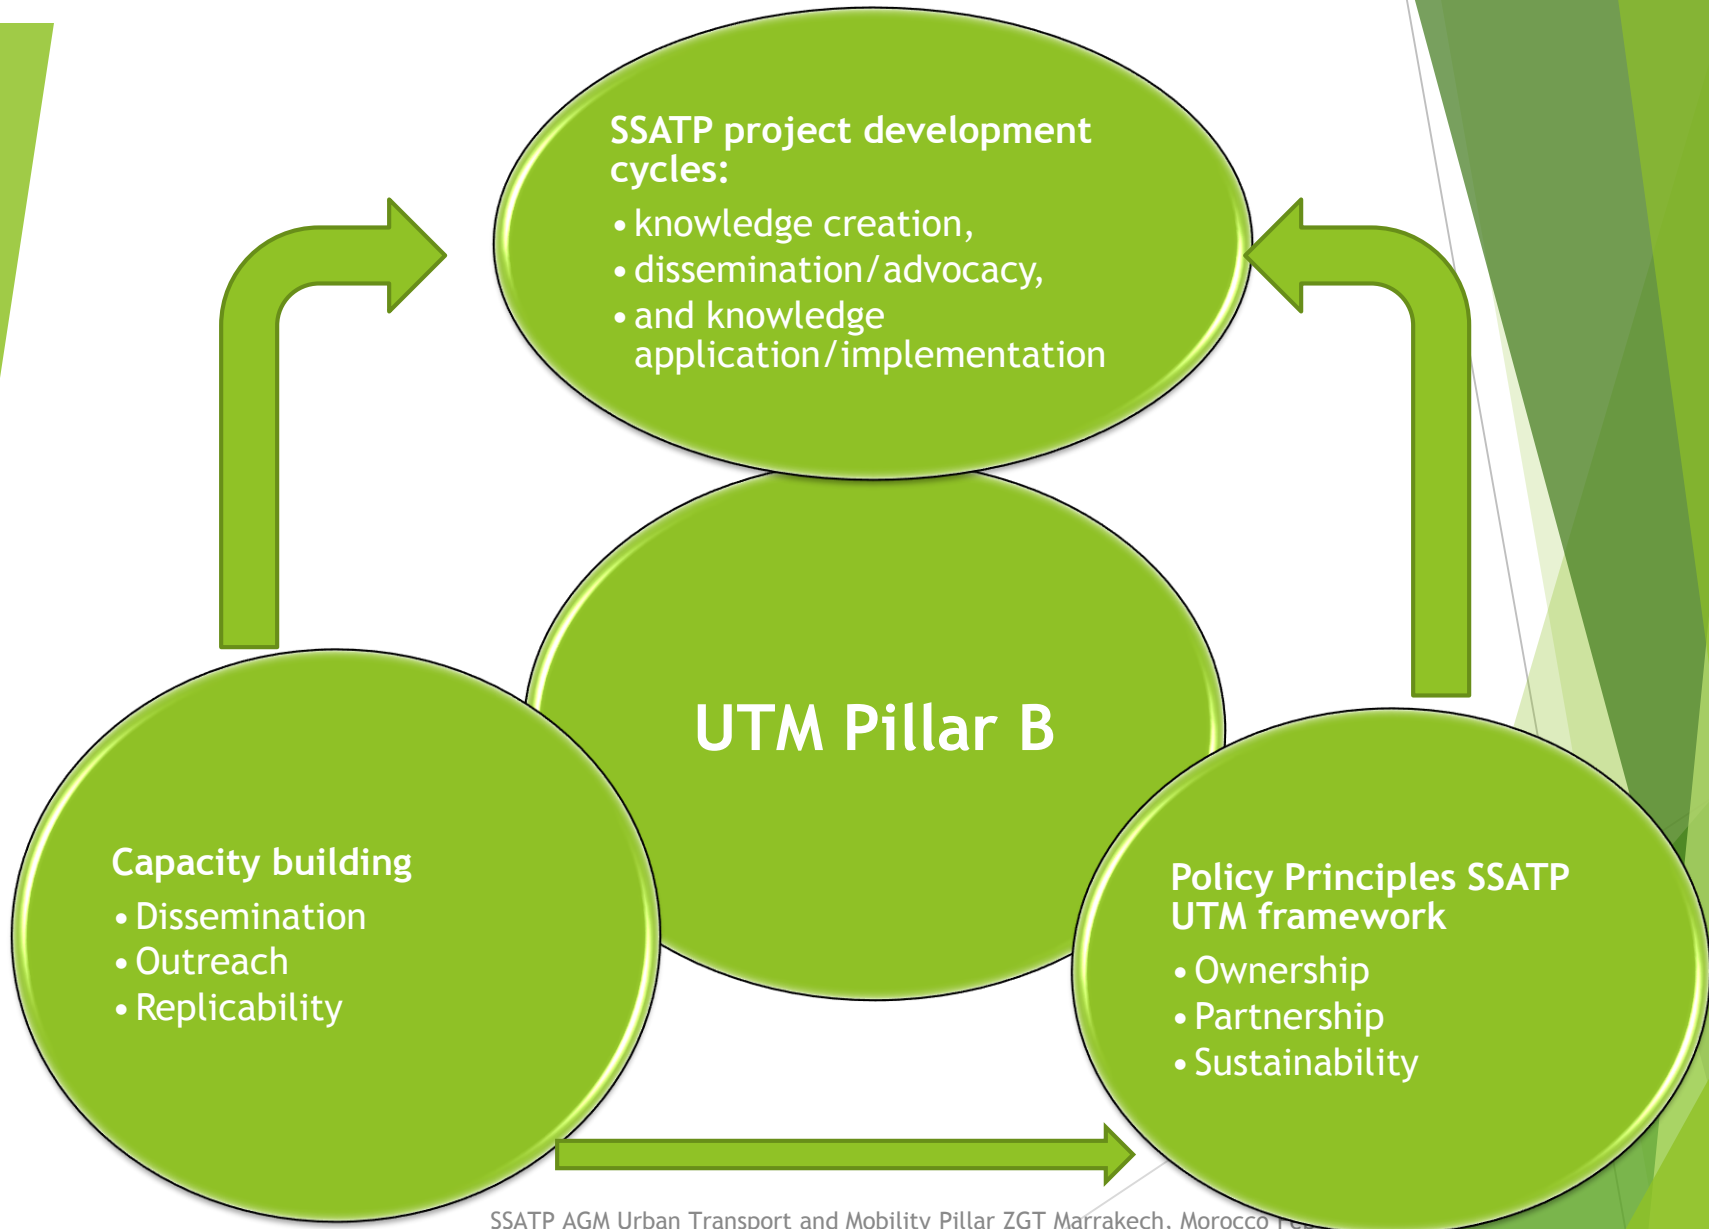 SSATP project development
cycles:
• knowledge creation,
• dissemination/advocacy,
• and knowledge
application/implementation
UTM Pillar B
Capacity building
• Dissemination
• Outreach
• Replicability
Policy Principles SSATP
UTM framework
• Ownership
• Partnership
• Sustainability
SSATP AGM Urban Transport and Mobility Pillar ZGT Marrakech, Morocco